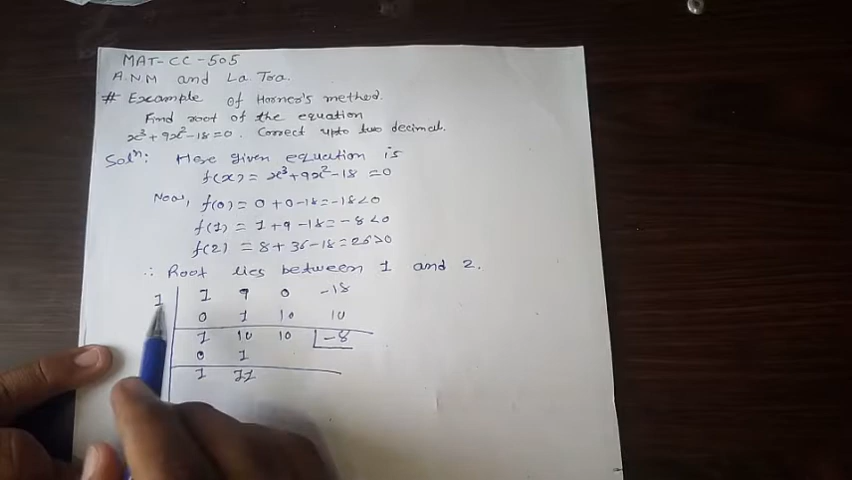 MAT-CC-505
A.N.M and La Tra.
# Example of Horner's method.
Find root of the equation
x³+9x²-18=0. Correct upto two decimal.
Solⁿ: Here given equation is
f(x) = x³+9x²-18 =0
Now, f(0) = 0+0-18=-18<0
f(1) = 1+9-18=-8<0
f(2) = 8+36-18=26>0
∴ Root lies between 1 and 2.
1 | 1 9 0 -18
0 1 10 10
1 10 10 |-8
0 1
1 11